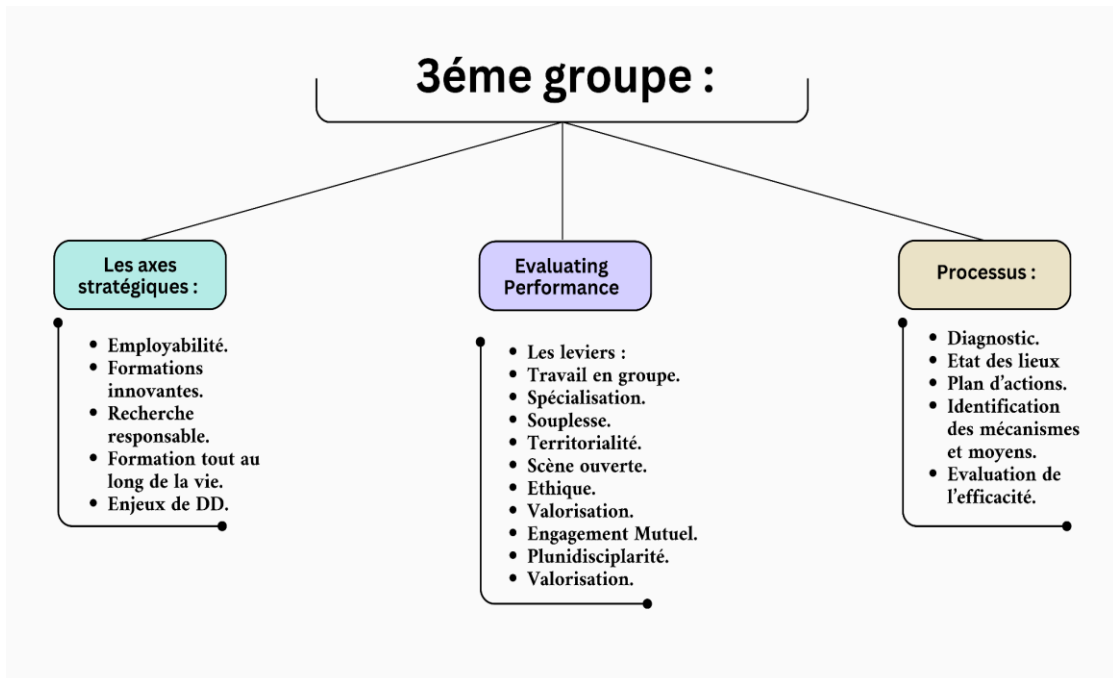 3éme groupe :
Les axes
stratégiques :
• Employabilité.
• Formations
innovantes.
• Recherche
responsable.
• Formation tout au
long de la vie.
• Enjeux de DD.
Evaluating
Performance
• Les leviers :
• Travail en groupe.
• Spécialisation.
• Souplesse.
• Territorialité.
• Scène ouverte.
• Ethique.
• Valorisation.
• Engagement Mutuel.
• Plunidisciplarité.
• Valorisation.
Processus :
• Diagnostic.
• Etat des lieux
• Plan d’actions.
• Identification
des mécanismes
et moyens.
• Evaluation de
l’efficacité.